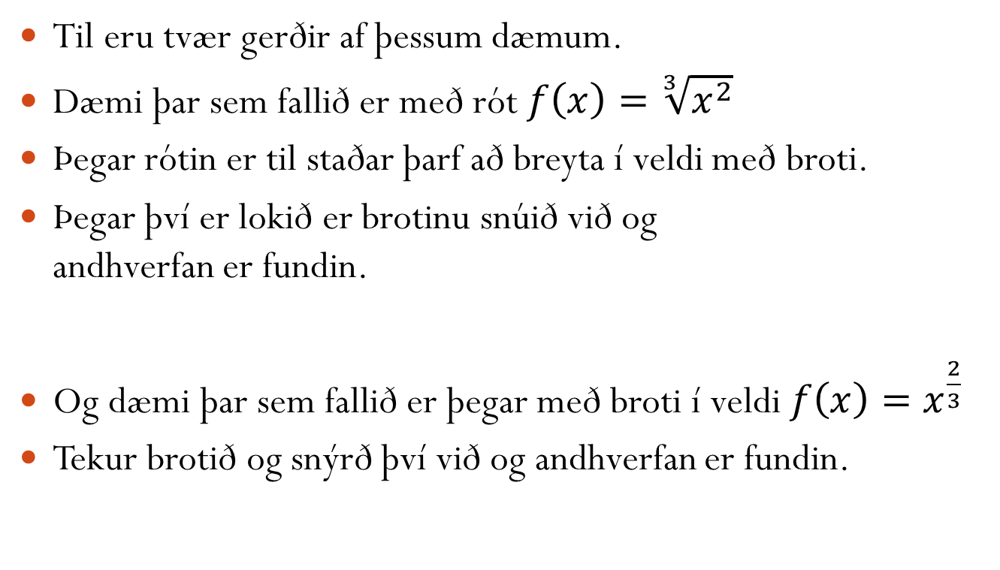 • Til eru tvær gerðir af þessum dæmum.
• Dæmi þar sem fallið er með rót $f(x) = \sqrt[3]{x^2}$
• Þegar rótin er til staðar þarf að breyta í veldi með broti.
• Þegar því er lokið er brotinu snúið við og
andhverfan er fundin.
• Og dæmi þar sem fallið er þegar með broti í veldi $f(x) = x^{\frac{2}{3}}$
• Tekur brotið og snýrð því við og andhverfan er fundin.